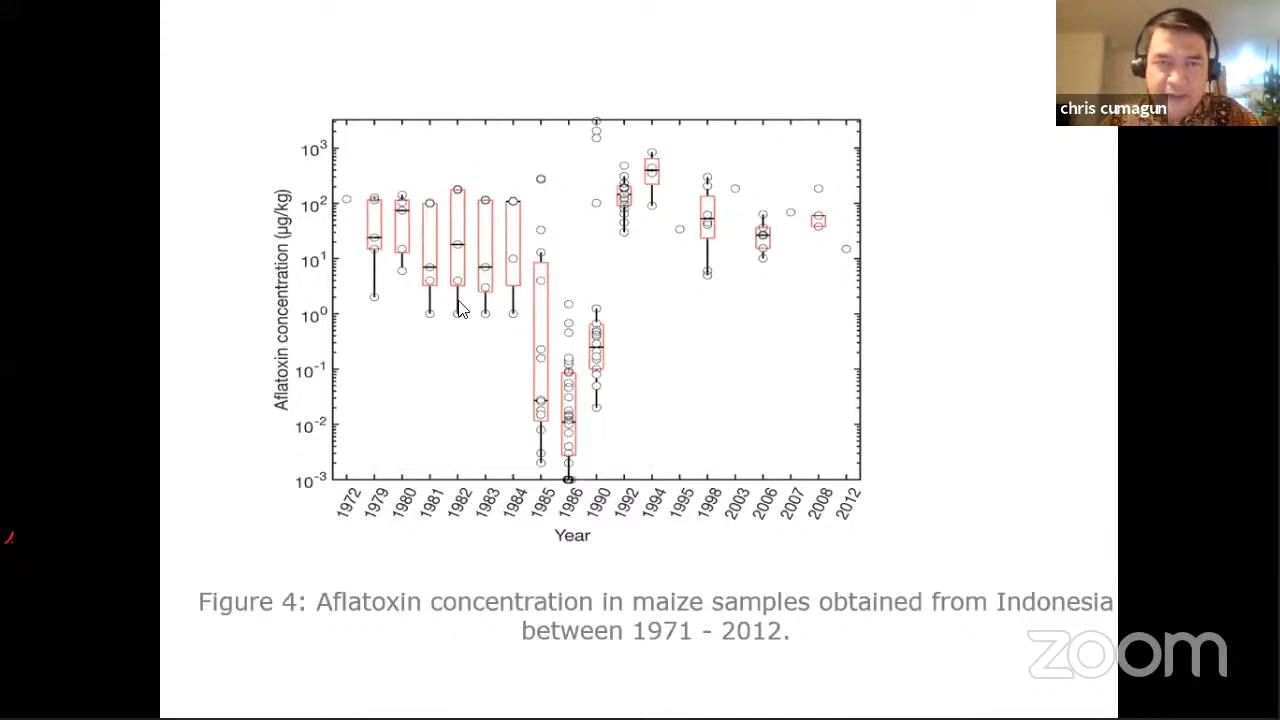 chris cumagun
Aflatoxin concentration (µg/kg)
10³
10²
10¹
10⁰
10⁻¹
10⁻²
10⁻³
1972 1979 1980 1981 1982 1983 1984 1985 1986 1990 1992 1994 1995 1998 2003 2006 2007 2008 2012
Year
Figure 4: Aflatoxin concentration in maize samples obtained from Indonesia
between 1971 - 2012.
zoom